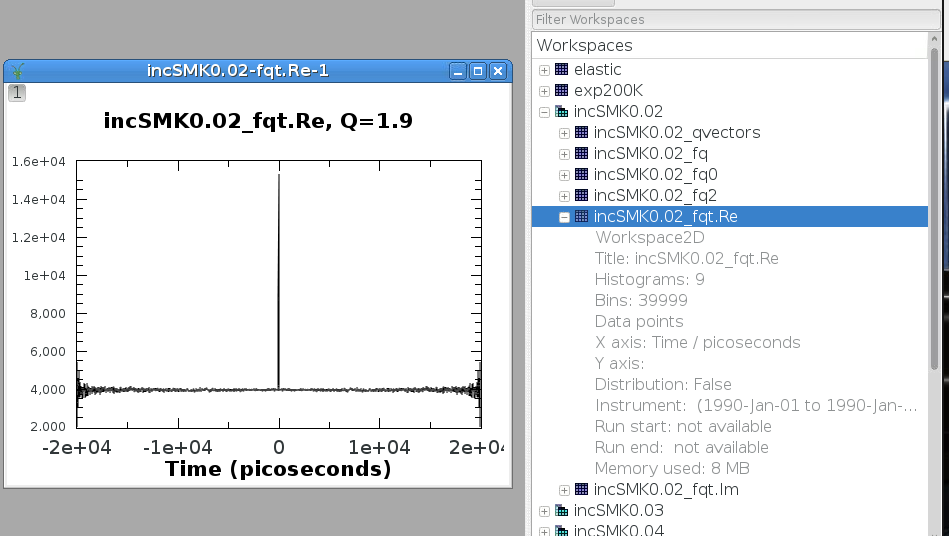 incSMK0.02-fqt.Re-1
1
incSMK0.02_fqt.Re, Q=1.9
1.6e+04
1.4e+04
1.2e+04
1e+04
8,000
6,000
4,000
2.000
-2e+04 -1e+04 0 1e+04 2e+04
Time (picoseconds)
Filter Workspaces
Workspaces
elastic
exp200K
incSMK0.02
incSMK0.02_qvectors
incSMK0.02_fq
incSMK0.02_fq0
incSMK0.02_fq2
incSMK0.02_fqt.Re
Workspace2D
Title: incSMK0.02_fqt.Re
Histograms: 9
Bins: 39999
Data points
X axis: Time / picoseconds
Y axis:
Distribution: False
Instrument: (1990-Jan-01 to 1990-Jan-...
Run start: not available
Run end: not available
Memory used: 8 MB
incSMK0.02_fqt.Im
incSMK0.03
incSMK0.04